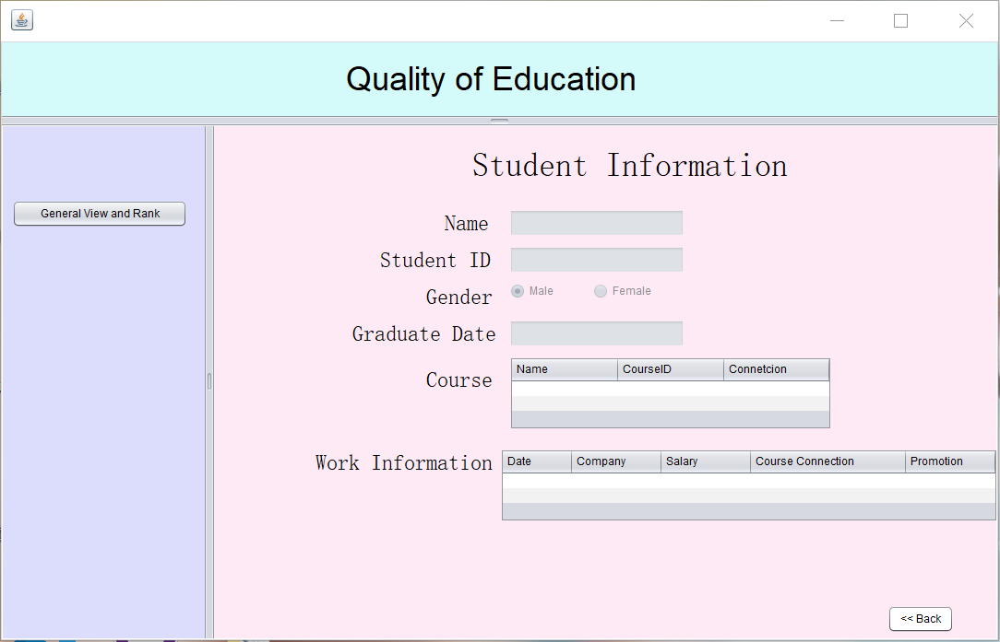 Quality of Education
General View and Rank
Student Information
Name
Student ID
Gender Male Female
Graduate Date
Course
Name CourseID Connetcion
Work Information
Date Company Salary Course Connection Promotion
<< Back